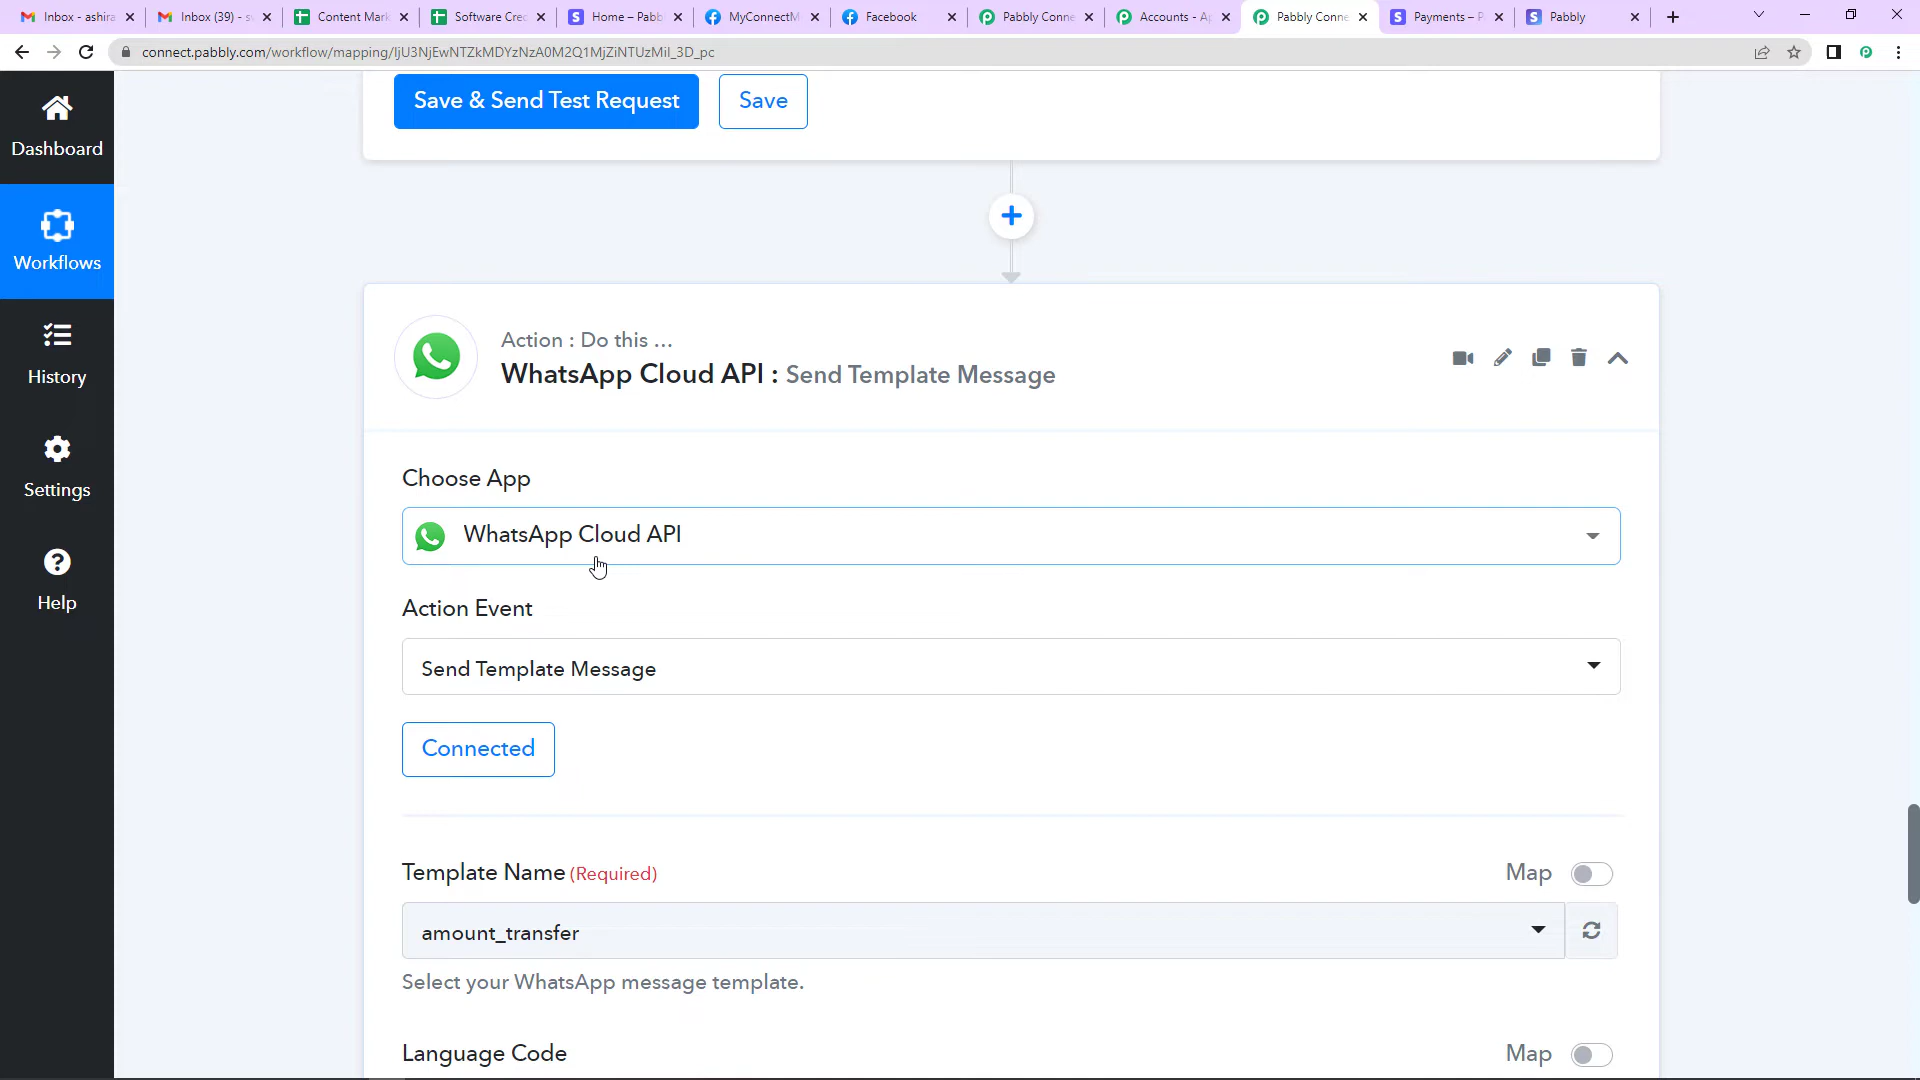 Inbox - ashira
Inbox (39) - s
Content Mark
Software Cred
Home – Pabb
MyConnectM
Facebook
Pabbly Conne
Accounts - Ap
Pabbly Conne
Payments – P
Pabbly
connect.pabbly.com/workflow/mapping/
Save & Send Test Request
Save
Dashboard
Workflows
History
Settings
Help
Action : Do this ...
WhatsApp Cloud API : Send Template Message
Choose App
WhatsApp Cloud API
Action Event
Send Template Message
Connected
Template Name (Required)
Map
amount_transfer
Select your WhatsApp message template.
Language Code
Map